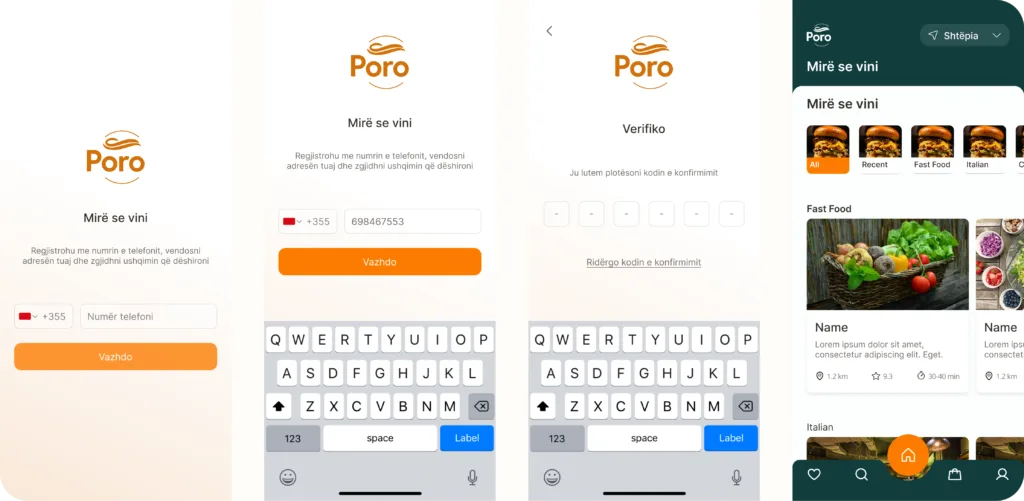 Poro
Mirë se vini
Regjistrohu me numrin e telefonit, vendosni
adresën tuaj dhe zgjidhni ushqimin që dëshironi
+355
Numër telefoni
Vazhdo
Poro
Mirë se vini
Regjistrohu me numrin e telefonit, vendosni
adresën tuaj dhe zgjidhni ushqimin që dëshironi
+355
698467553
Vazhdo
Q W E R T Y U I O P
A S D F G H J K L
Z X C V B N M
123 space Label
Poro
Verifiko
Ju lutem plotësoni kodin e konfirmimit
- - - - - -
Ridërgo kodin e konfirmimit
Q W E R T Y U I O P
A S D F G H J K L
Z X C V B N M
123 space Label
Poro
Shtëpia
Mirë se vini
Mirë se vini
All Recent Fast Food Italian C
Fast Food
Name
Lorem ipsum dolor sit amet,
consectetur adipiscing elit. Eget.
1.2 km 9.3 30-40 min
Name
Lorem ips
consectet
1.2 km
Italian